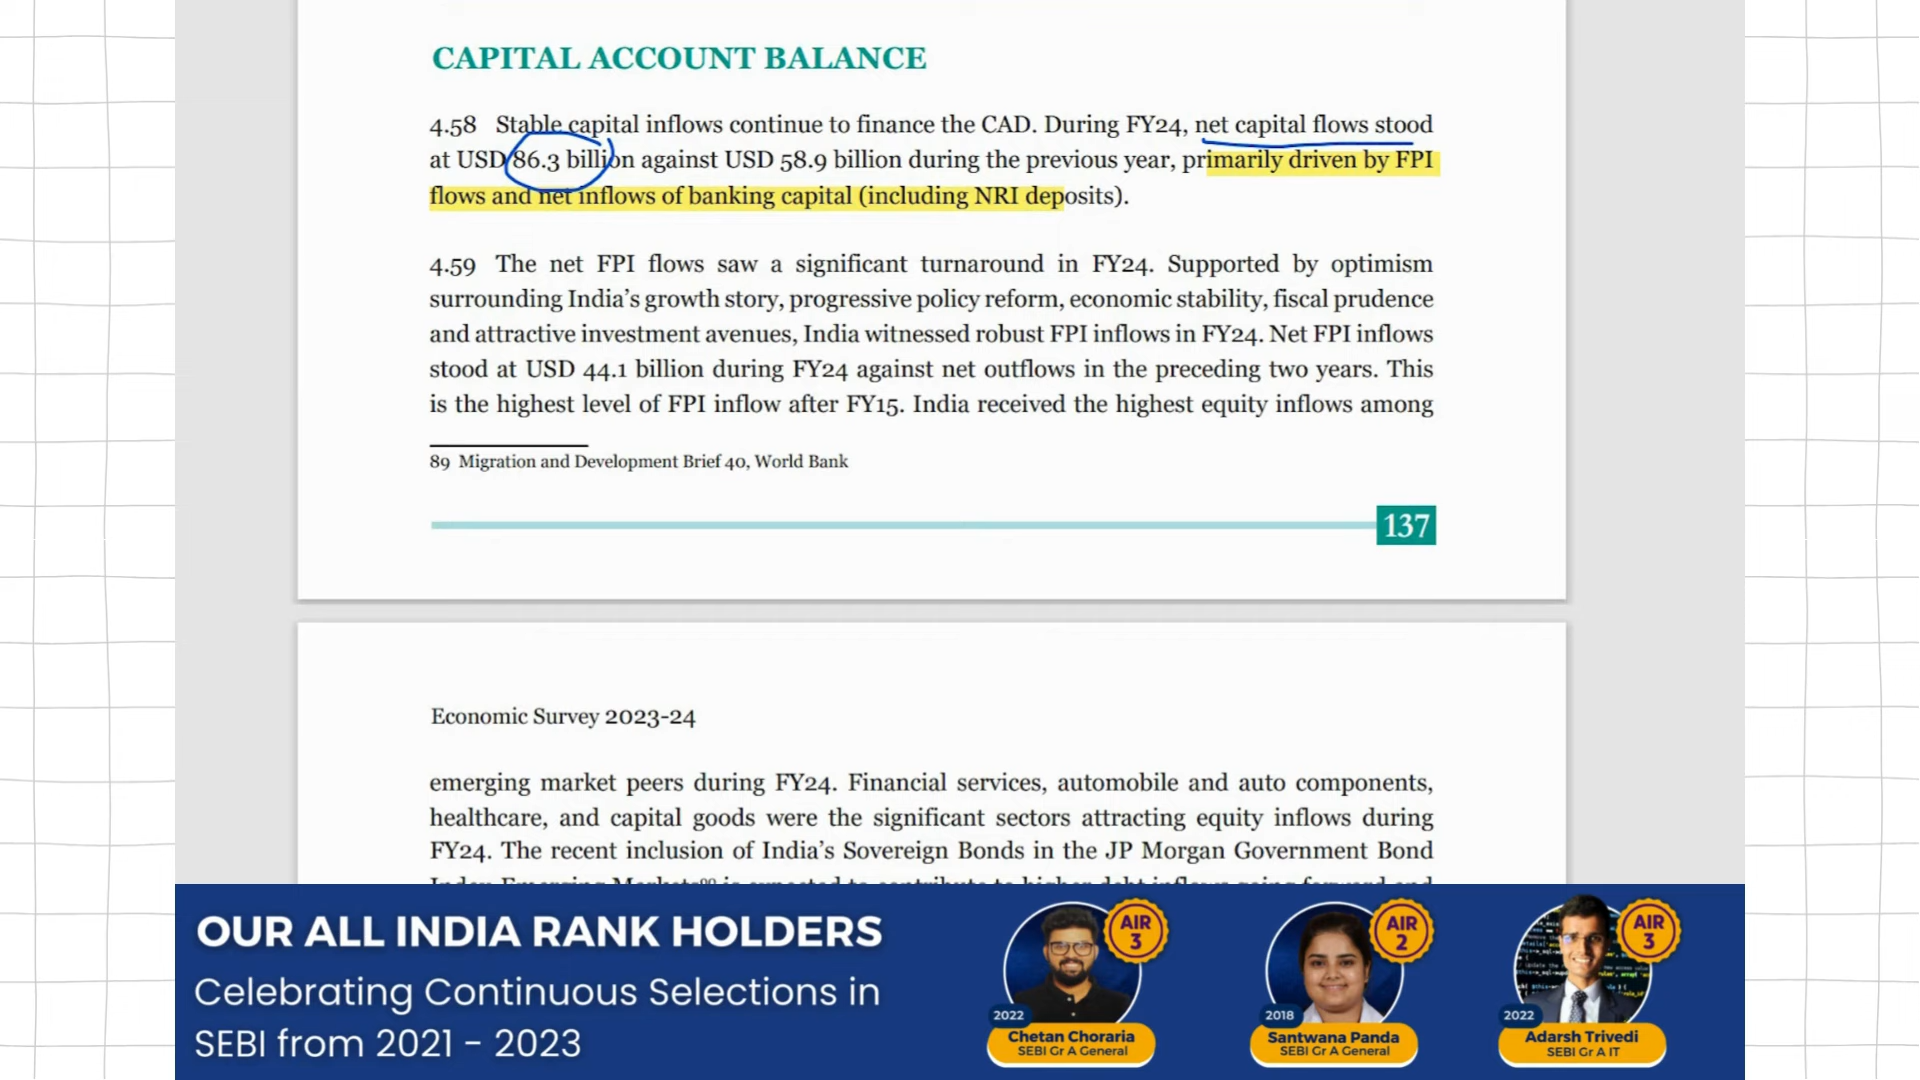 CAPITAL ACCOUNT BALANCE
4.58 Stable capital inflows continue to finance the CAD. During FY24, net capital flows stood
at USD 86.3 billion against USD 58.9 billion during the previous year, primarily driven by FPI
flows and net inflows of banking capital (including NRI deposits).
4.59 The net FPI flows saw a significant turnaround in FY24. Supported by optimism
surrounding India's growth story, progressive policy reform, economic stability, fiscal prudence
and attractive investment avenues, India witnessed robust FPI inflows in FY24. Net FPI inflows
stood at USD 44.1 billion during FY24 against net outflows in the preceding two years. This
is the highest level of FPI inflow after FY15. India received the highest equity inflows among
89 Migration and Development Brief 40, World Bank
137
Economic Survey 2023-24
emerging market peers during FY24. Financial services, automobile and auto components,
healthcare, and capital goods were the significant sectors attracting equity inflows during
FY24. The recent inclusion of India's Sovereign Bonds in the JP Morgan Government Bond
OUR ALL INDIA RANK HOLDERS
Celebrating Continuous Selections in
SEBI from 2021 - 2023
AIR
3
2022
Chetan Choraria
SEBI Gr A General
AIR
2
2018
Santwana Panda
SEBI Gr A General
AIR
3
2022
Adarsh Trivedi
SEBI Gr A IT